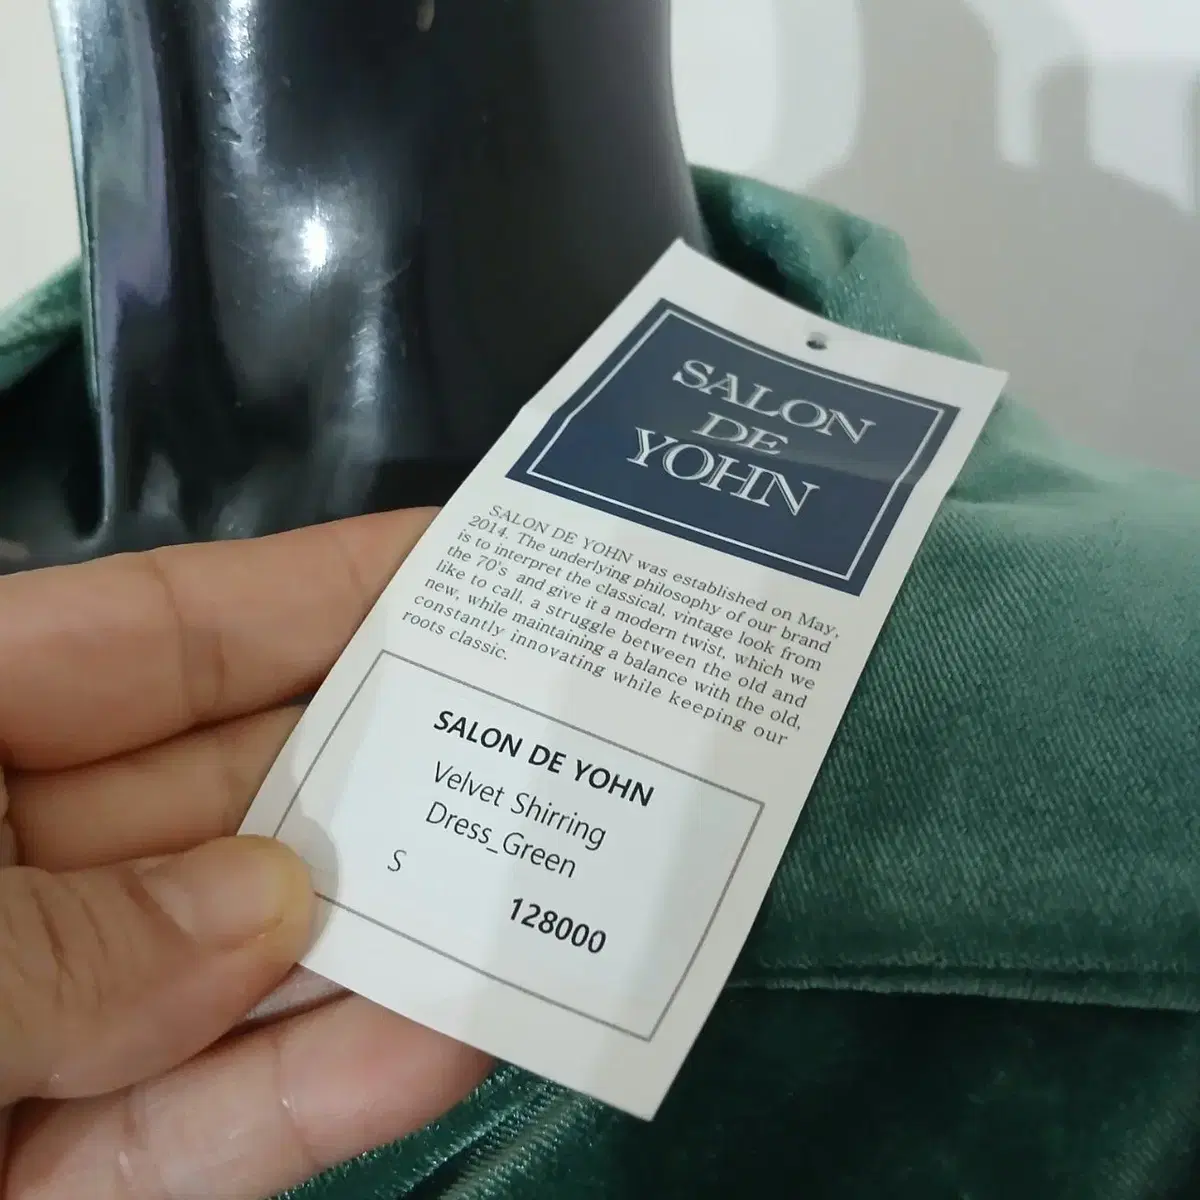 SALON
DE
YOHN
SALON DE YOHN was established on May,
2014. The underlying philosophy of our brand
is to interpret the classical, vintage look from
the 70's and give it a modern twist, which we
like to call, a struggle between the old and
new, while maintaining a balance with the old,
constantly innovating while keeping our
roots classic.
SALON DE YOHN
Velvet Shirring
Dress_Green
S
128000